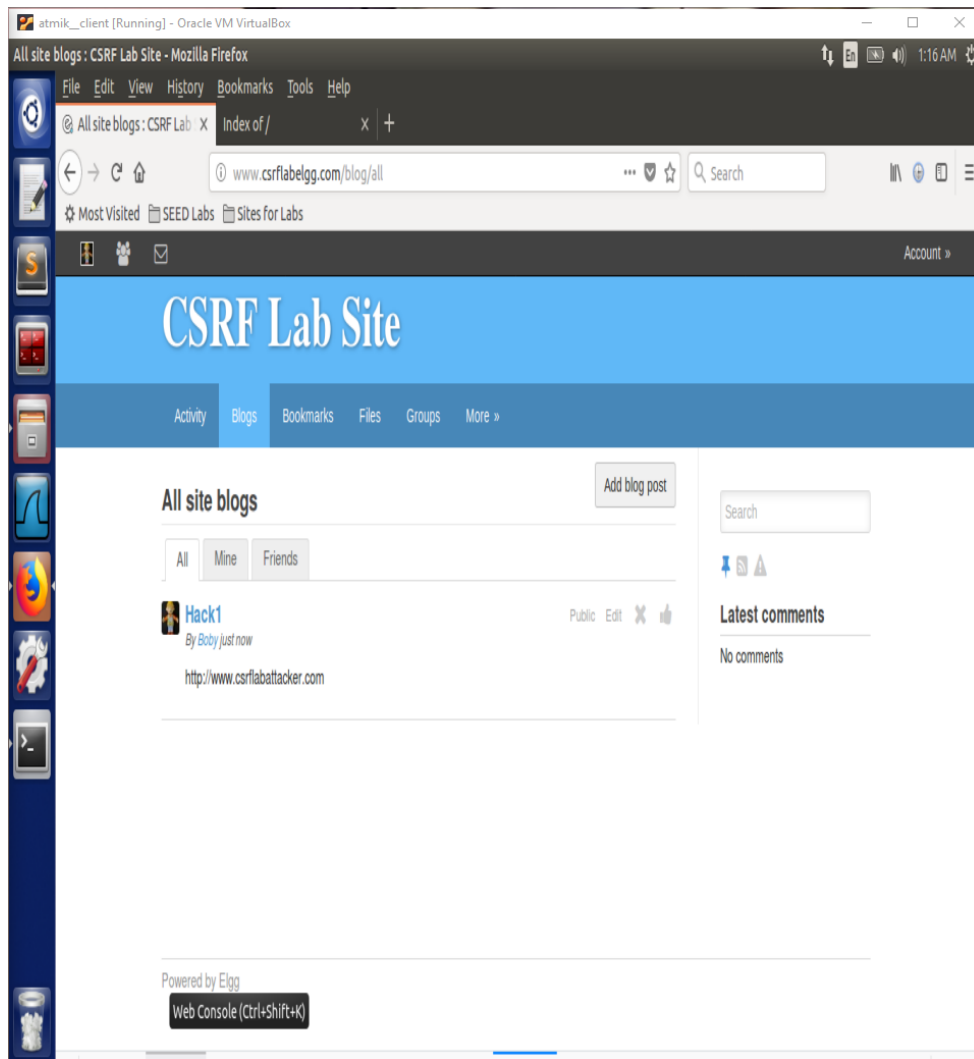 atmik__client [Running] - Oracle VM VirtualBox
All site blogs : CSRF Lab Site - Mozilla Firefox
En
1:16 AM
File Edit View History Bookmarks Tools Help
All site blogs : CSRF Lab
Index of /
www.csrflabelgg.com/blog/all
Search
Most Visited SEED Labs Sites for Labs
Account »
CSRF Lab Site
Activity Blogs Bookmarks Files Groups More »
All site blogs
Add blog post
Search
All Mine Friends
Hack1
Public Edit
By Boby just now
http://www.csrflabattacker.com
Latest comments
No comments
Powered by Elgg
Web Console (Ctrl+Shift+K)